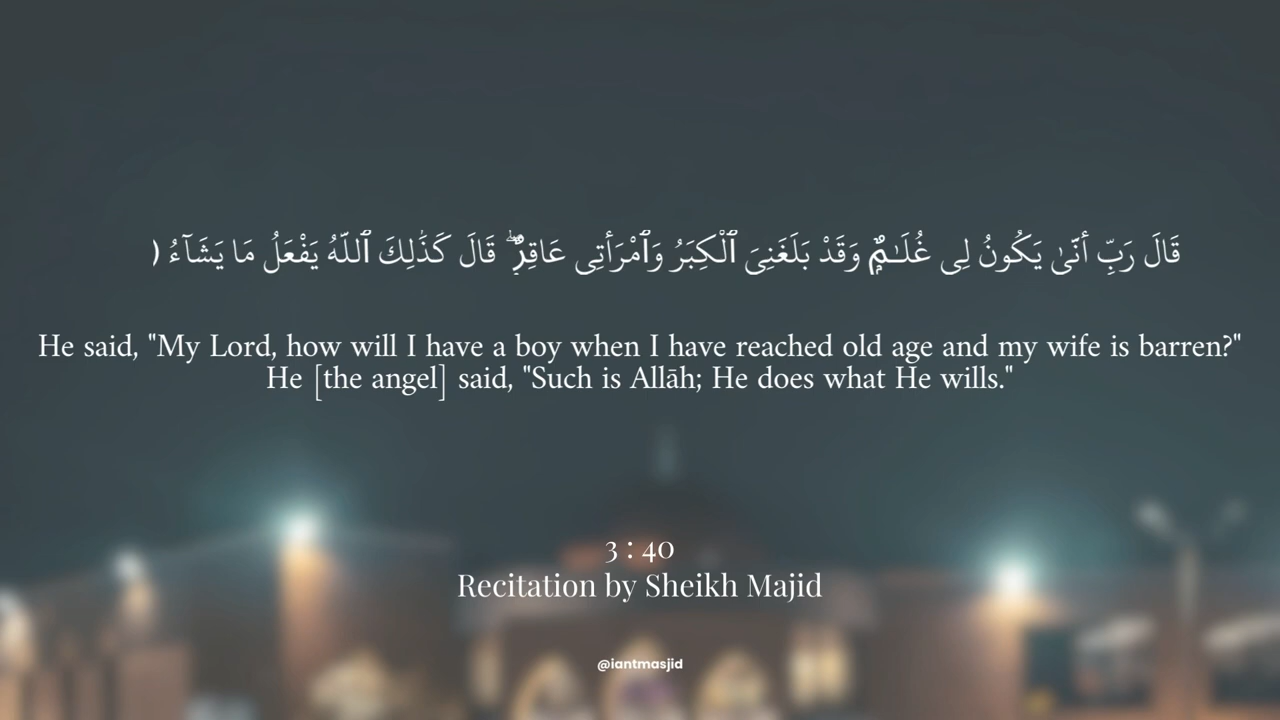 قَالَ رَبِّ أَنَّىٰ يَكُونُ لِى غُلَـٰمٌۭ وَقَدْ بَلَغَنِىَ ٱلْكِبَرُ وَٱمْرَأَتِى عَاقِرٌۭ ۖ قَالَ كَذَٰلِكَ ٱللَّهُ يَفْعَلُ مَا يَشَآءُ (
He said, "My Lord, how will I have a boy when I have reached old age and my wife is barren?"
He [the angel] said, "Such is Allāh; He does what He wills."
3 : 40
Recitation by Sheikh Majid
@iantmasjid